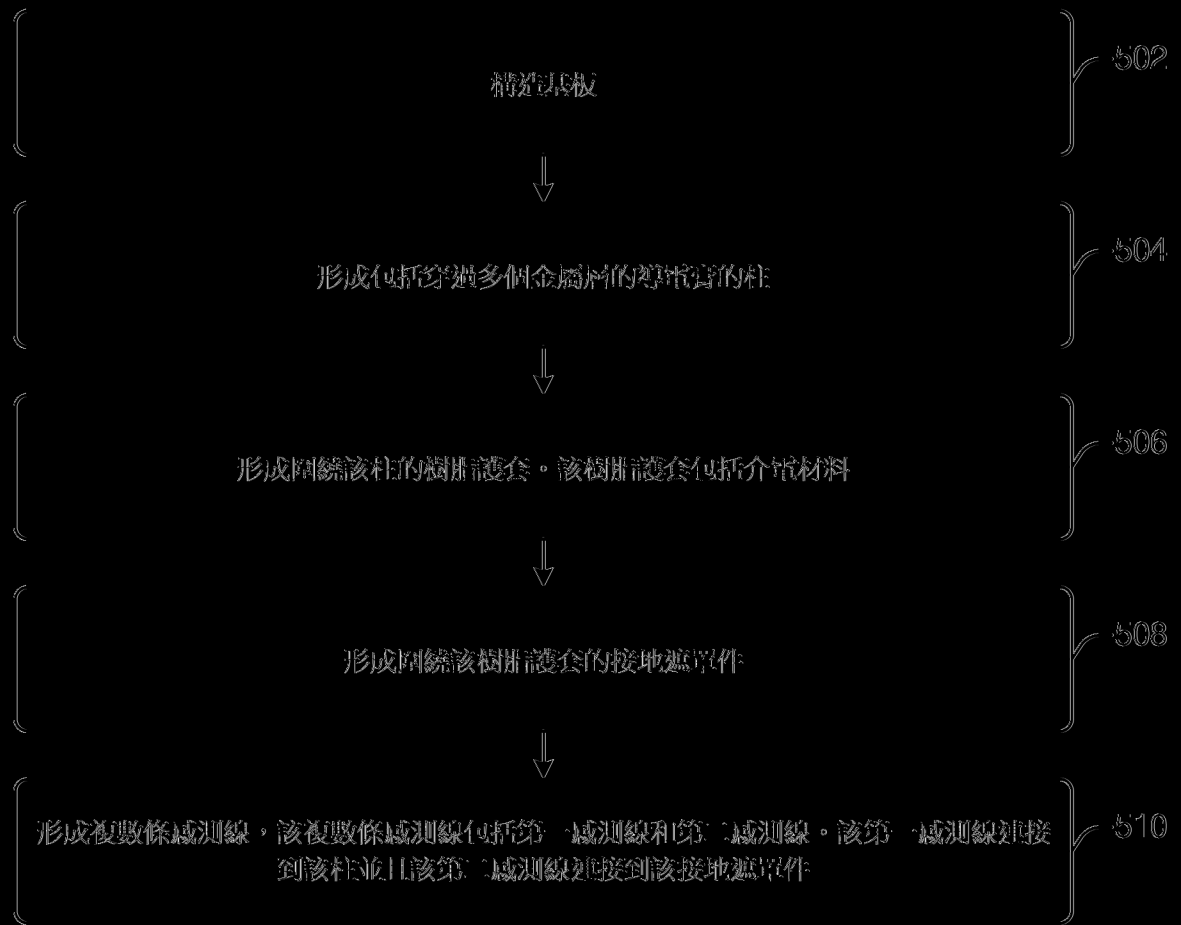 構造基板
502
形成包括穿過多個金屬層的導電膏的柱
504
形成圍繞該柱的樹脂護套，該樹脂護套包括介電材料
506
形成圍繞該樹脂護套的接地遮罩件
508
形成複數條感測線，該複數條感測線包括第一感測線和第二感測線，該第一感測線連接
到該柱並且該第二感測線連接到該接地遮罩件
510